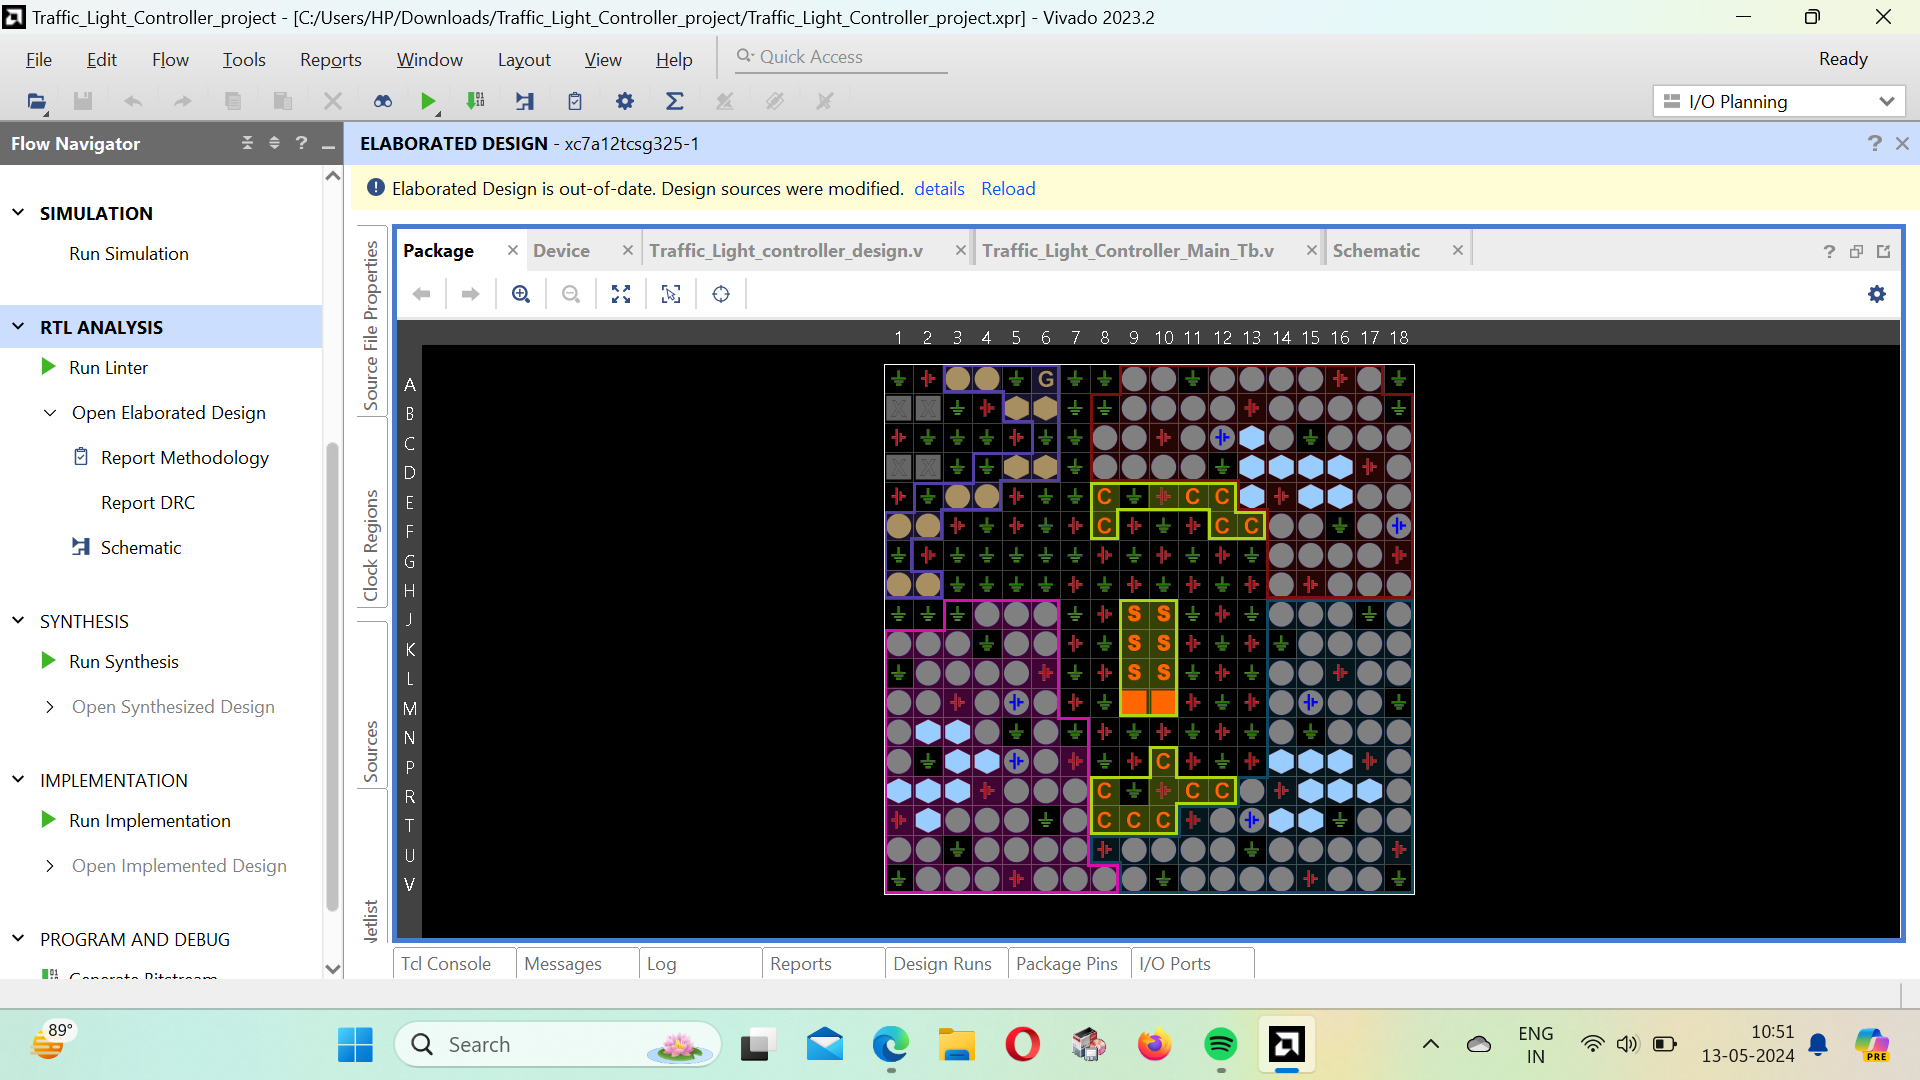 Traffic_Light_Controller_project - [C:/Users/HP/Downloads/Traffic_Light_Controller_project/Traffic_Light_Controller_project.xpr] - Vivado 2023.2
File Edit Flow Tools Reports Window Layout View Help Quick Access Ready
I/O Planning
Flow Navigator
ELABORATED DESIGN - xc7a12tcsg325-1
Elaborated Design is out-of-date. Design sources were modified. details Reload
SIMULATION
Run Simulation
RTL ANALYSIS
Run Linter
Open Elaborated Design
Report Methodology
Report DRC
Schematic
SYNTHESIS
Run Synthesis
Open Synthesized Design
IMPLEMENTATION
Run Implementation
Open Implemented Design
PROGRAM AND DEBUG
Generate Bitstream
Source File Properties
Clock Regions
Sources
Netlist
Package Device Traffic_Light_controller_design.v Traffic_Light_Controller_Main_Tb.v Schematic
1 2 3 4 5 6 7 8 9 10 11 12 13 14 15 16 17 18
A G
B
C
D
E C C C
F C C C
G
H
J S S
K S S
L S S
M
N
P C
R C C C
T C C C
U
V
Tcl Console Messages Log Reports Design Runs Package Pins I/O Ports
89°
Search
ENG
IN
10:51
13-05-2024
PRE